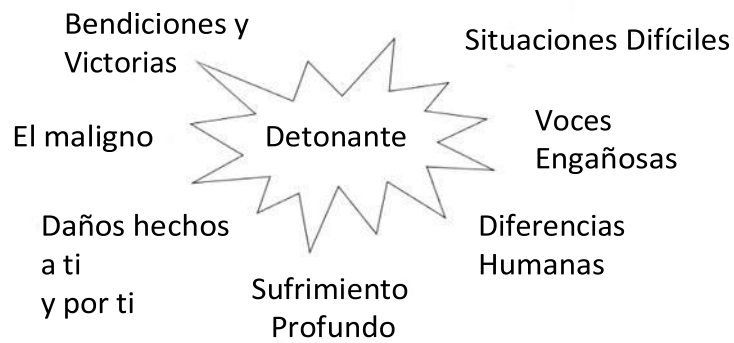 Bendiciones y
Victorias
Situaciones Difíciles
El maligno
Detonante
Voces
Engañosas
Daños hechos
a ti
y por ti
Diferencias
Humanas
Sufrimiento
Profundo